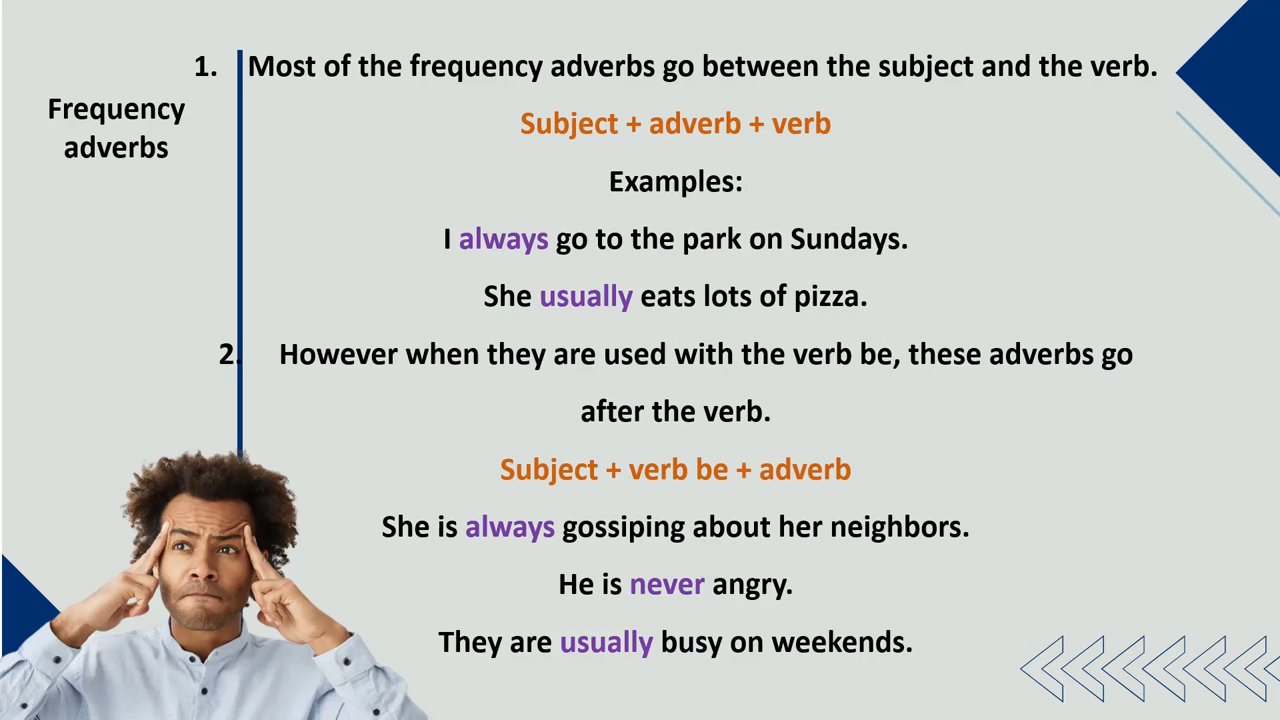 Frequency
adverbs
1. Most of the frequency adverbs go between the subject and the verb.
Subject + adverb + verb
Examples:
I always go to the park on Sundays.
She usually eats lots of pizza.
2. However when they are used with the verb be, these adverbs go
after the verb.
Subject + verb be + adverb
She is always gossiping about her neighbors.
He is never angry.
They are usually busy on weekends.